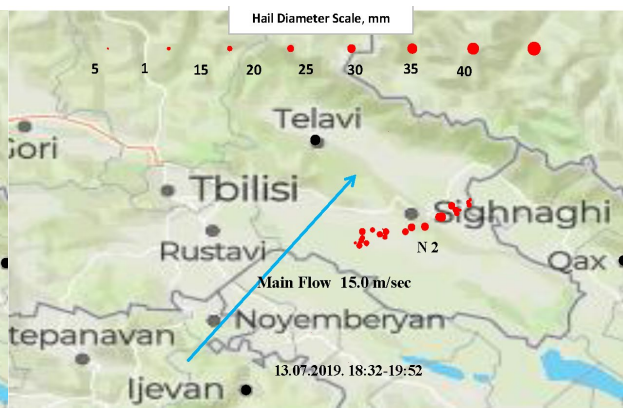 Hail Diameter Scale, mm
5 1 15 20 25 30 35 40
Telavi
Gori
Tbilisi
Sighnaghi
Rustavi
N 2
Qax
Main Flow 15.0 m/sec
Noyemberyan
tepanavan
13.07.2019. 18:32-19:52
Ijevan